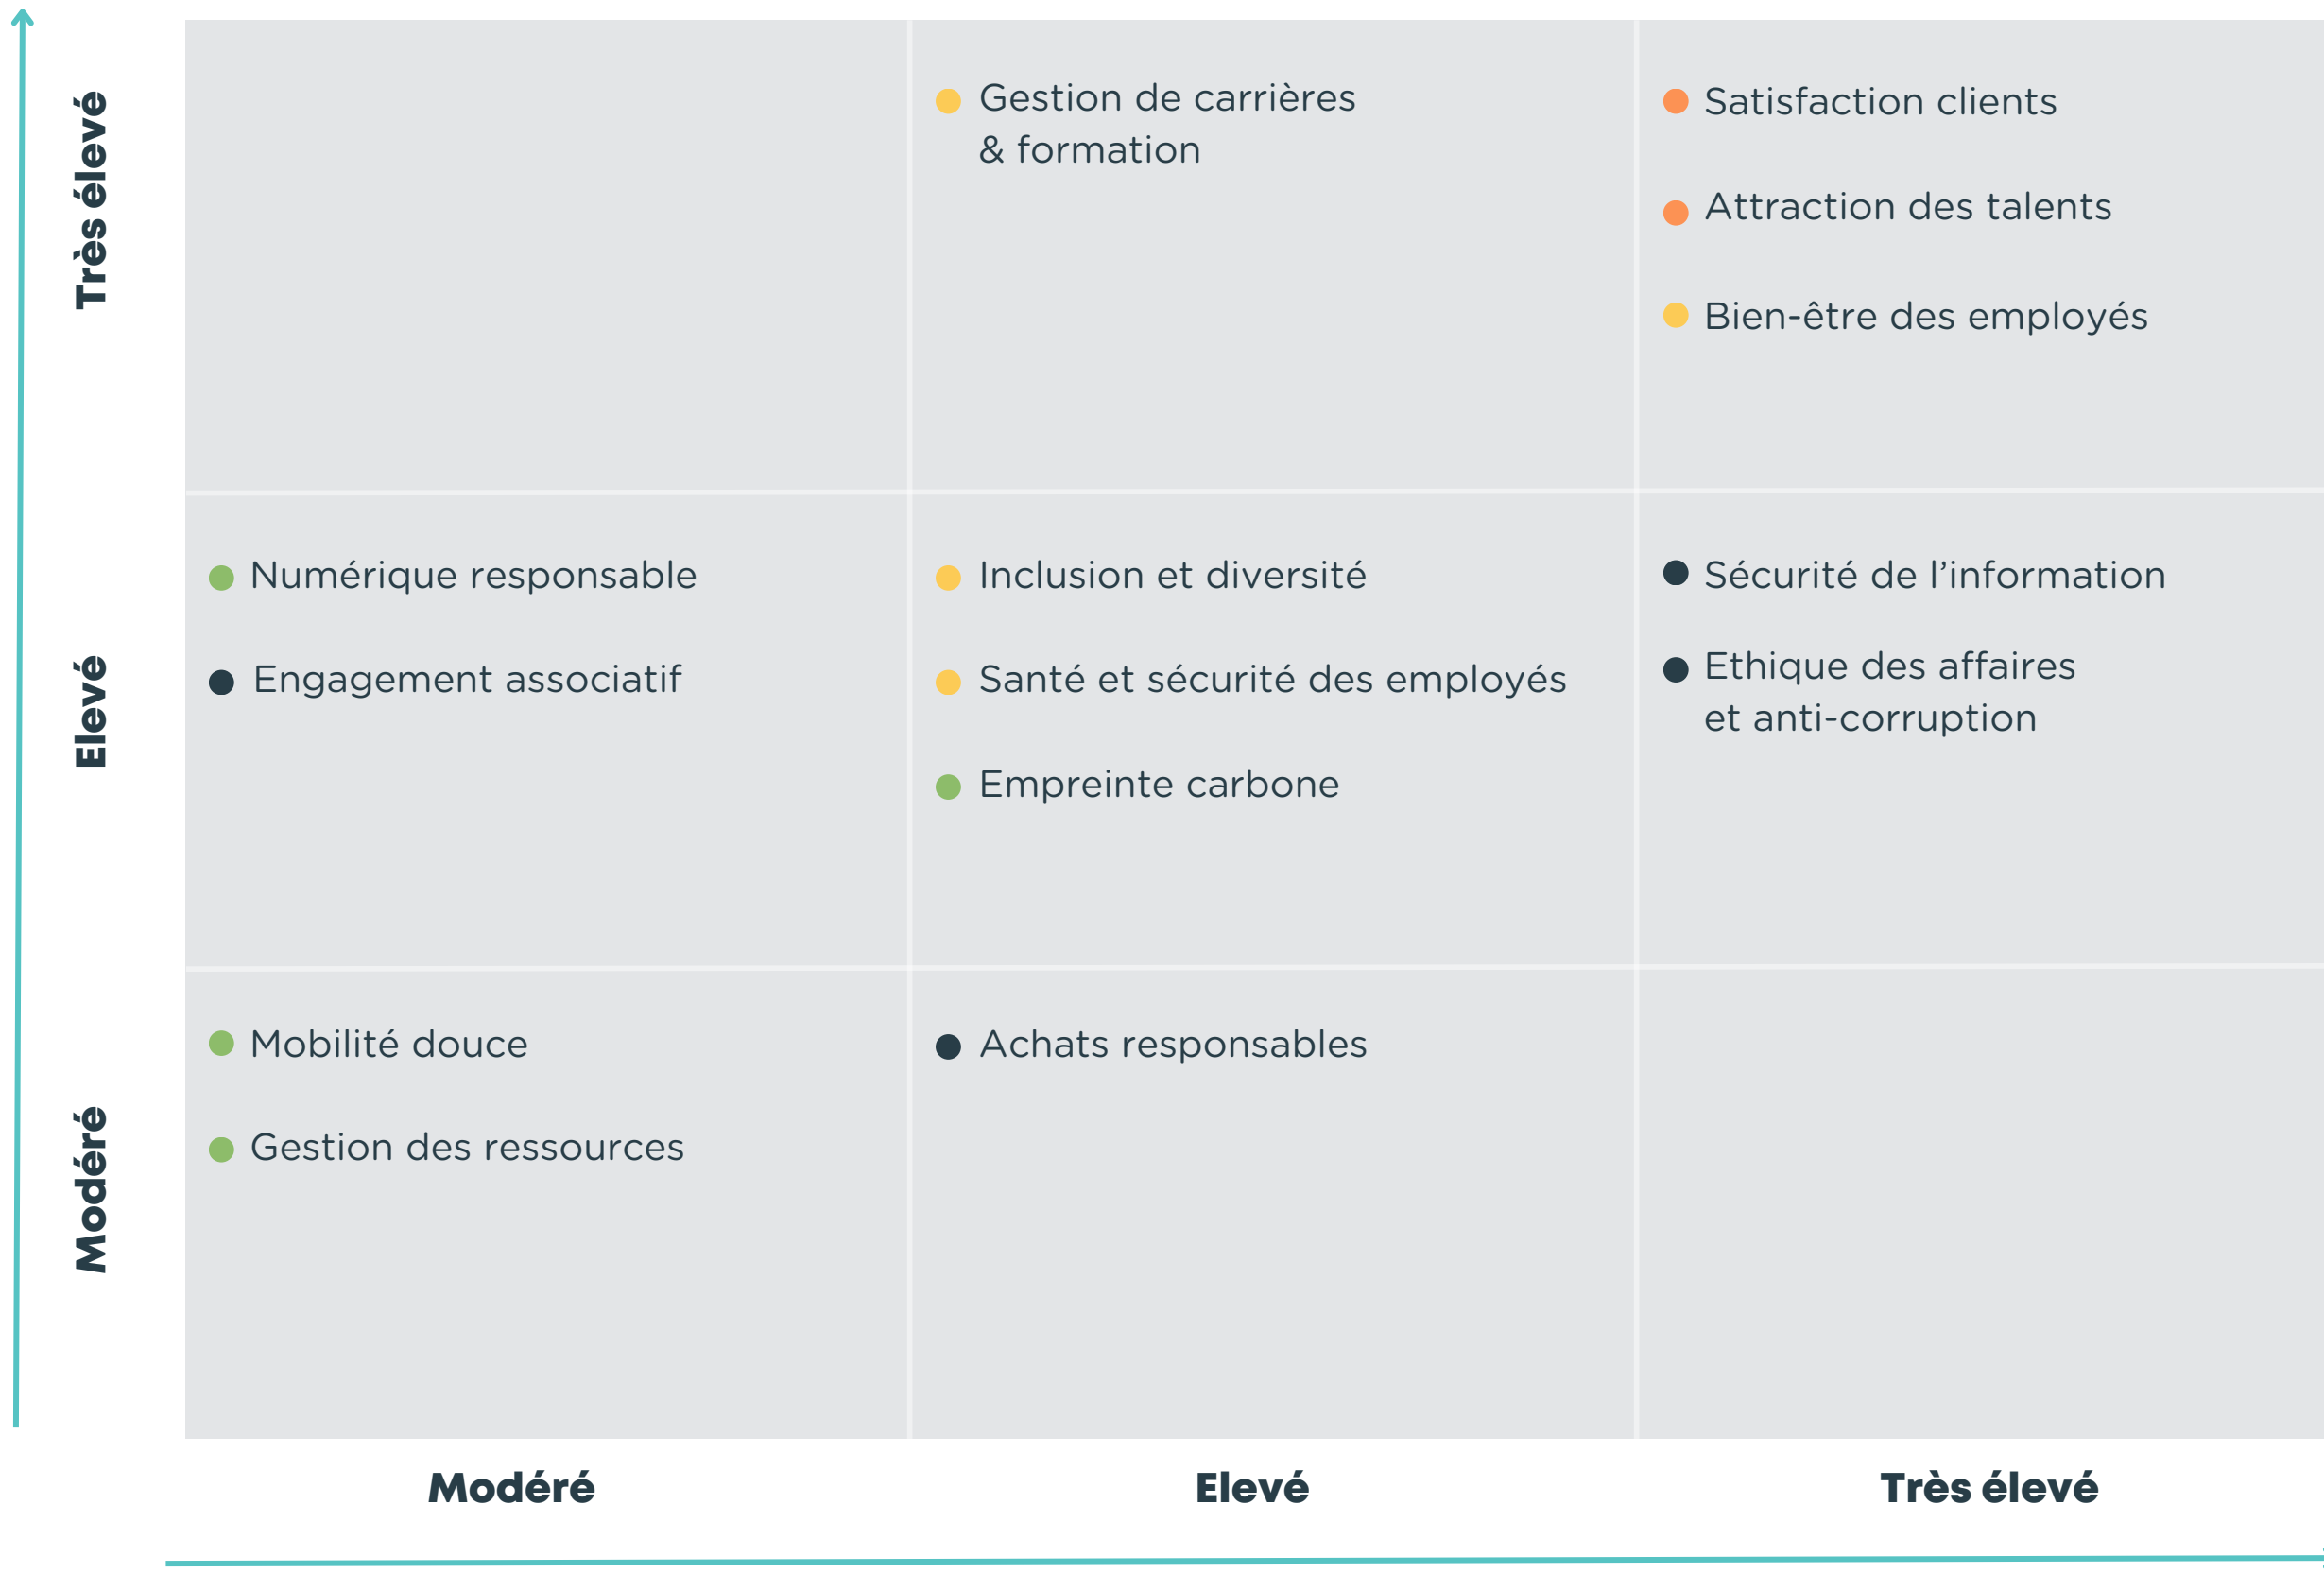 Très élevé
Gestion de carrières
& formation
Satisfaction clients
Attraction des talents
Bien-être des employés
Elevé
Numérique responsable
Engagement associatif
Inclusion et diversité
Santé et sécurité des employés
Empreinte carbone
Sécurité de l’information
Ethique des affaires
et anti-corruption
Modéré
Mobilité douce
Gestion des ressources
Achats responsables
Modéré
Elevé
Très élevé